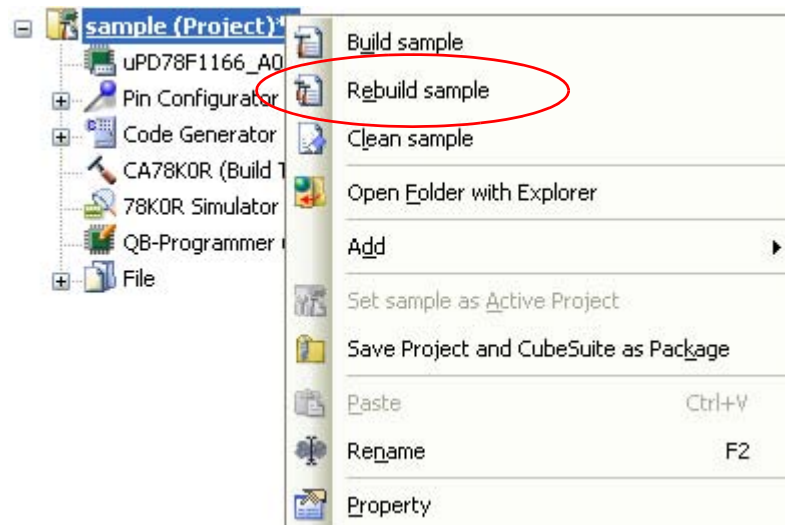 sample (Project)*
uPD78F1166_A0
Pin Configurator
Code Generator
CA78K0R (Build
78K0R Simulator
QB-Programmer
File
Build sample
Rebuild sample
Clean sample
Open Folder with Explorer
Add
Set sample as Active Project
Save Project and CubeSuite as Package
Paste Ctrl+V
Rename F2
Property